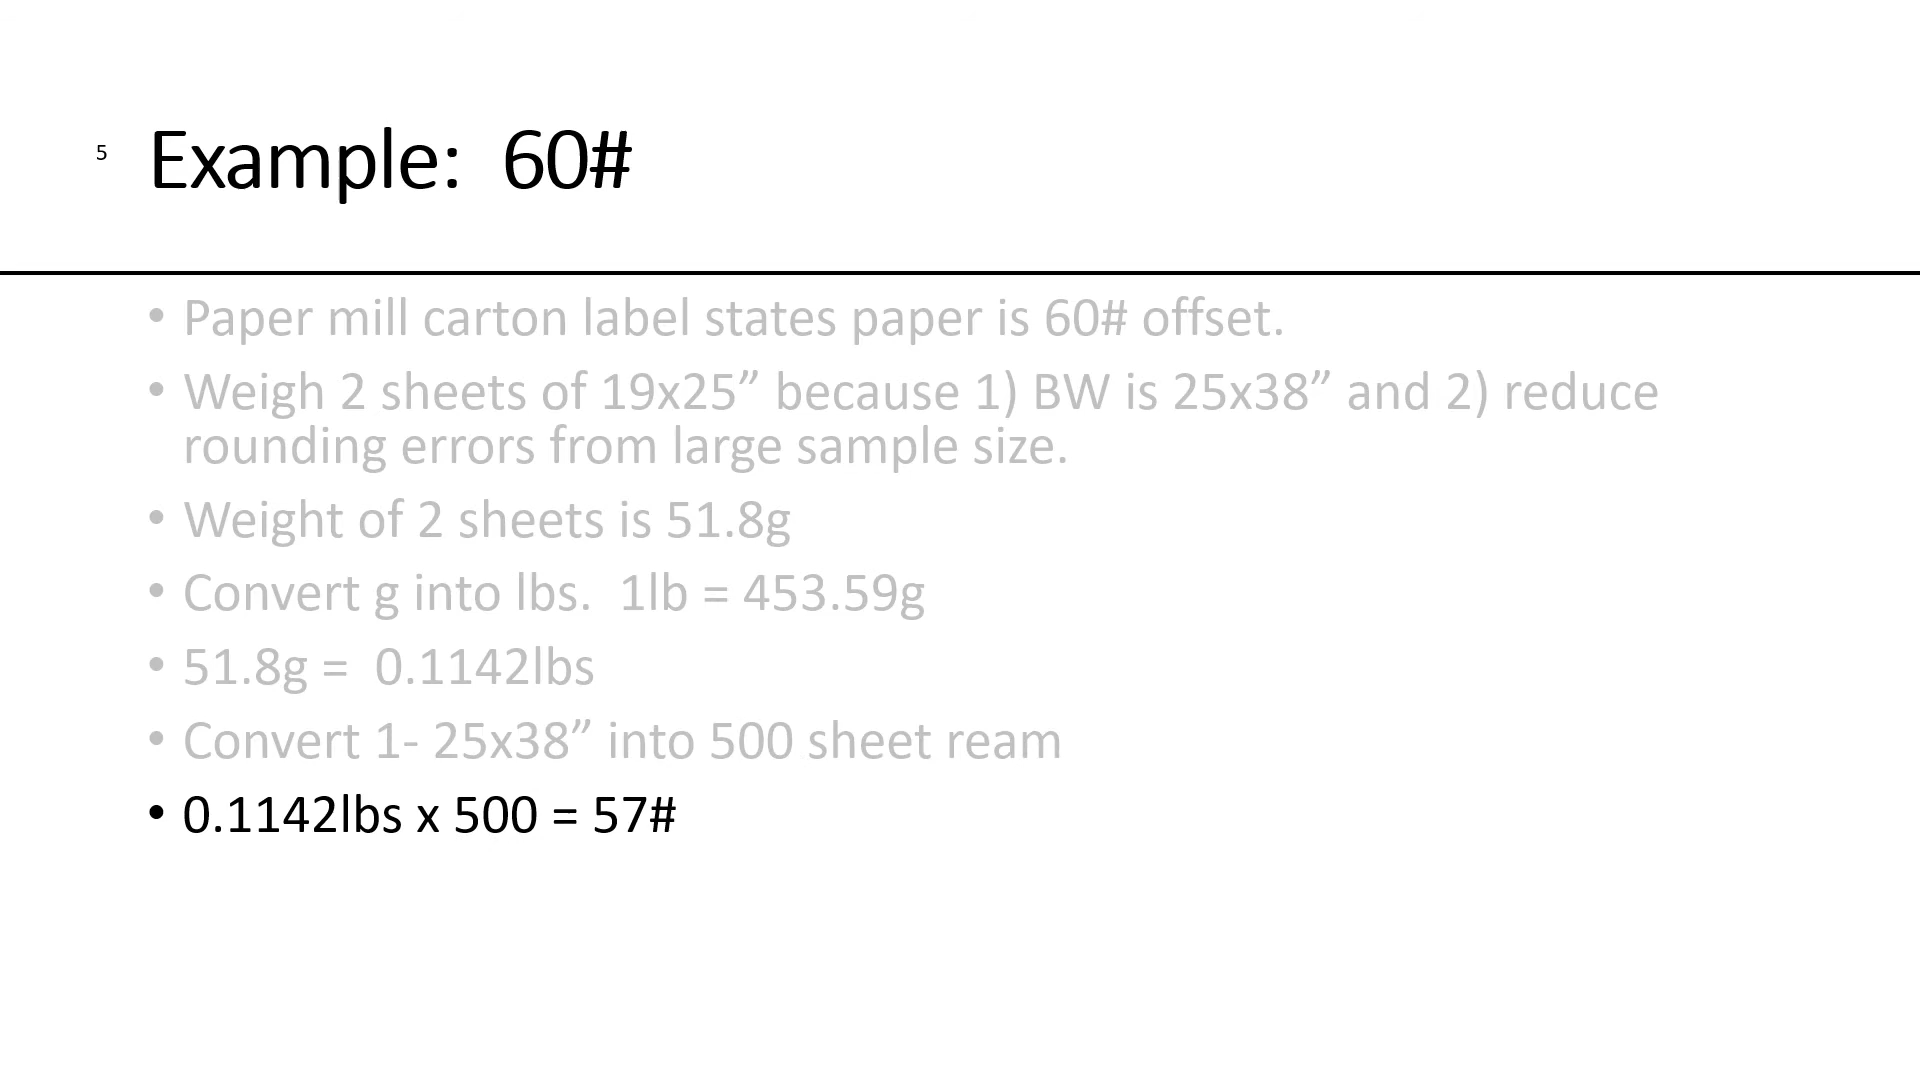 5
Example:  60#
• Paper mill carton label states paper is 60# offset.
• Weigh 2 sheets of 19x25” because 1) BW is 25x38” and 2) reduce
rounding errors from large sample size.
• Weight of 2 sheets is 51.8g
• Convert g into lbs.  1lb = 453.59g
• 51.8g =  0.1142lbs
• Convert 1- 25x38” into 500 sheet ream
• 0.1142lbs x 500 = 57#